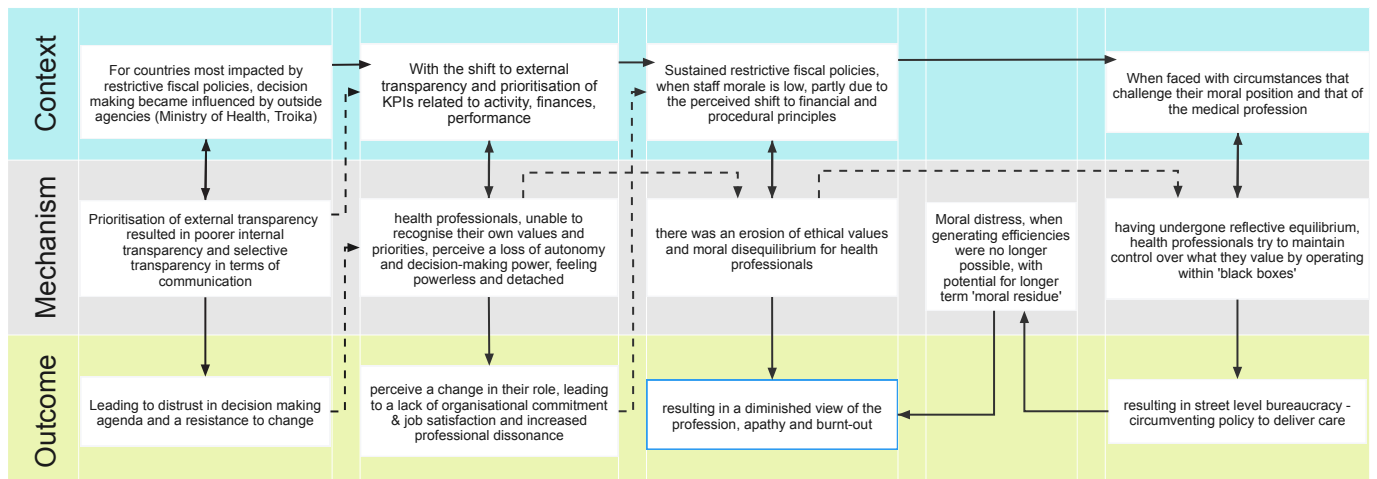 Context
For countries most impacted by
restrictive fiscal policies, decision
making became influenced by outside
agencies (Ministry of Health, Troika)
With the shift to external
transparency and prioritisation of
KPIs related to activity, finances,
performance
Sustained restrictive fiscal policies,
when staff morale is low, partly due
to the perceived shift to financial and
procedural principles
When faced with circumstances that
challenge their moral position and that
of the medical profession
Mechanism
Prioritisation of external transparency
resulted in poorer internal
transparency and selective
transparency in terms of
communication
health professionals, unable to
recognise their own values and
priorities, perceive a loss of autonomy
and decision-making power, feeling
powerless and detached
there was an erosion of ethical values
and moral disequilibrium for health
professionals
Moral distress, when
generating efficiencies
were no longer
possible, with
potential for longer
term 'moral residue'
having undergone reflective equilibrium,
health professionals try to maintain
control over what they value by operating
within 'black boxes'
Outcome
Leading to distrust in decision making
agenda and a resistance to change
perceive a change in their role, leading
to a lack of organisational commitment
& job satisfaction and increased
professional dissonance
resulting in a diminished view of the
profession, apathy and burnt-out
resulting in street level bureaucracy -
circumventing policy to deliver care